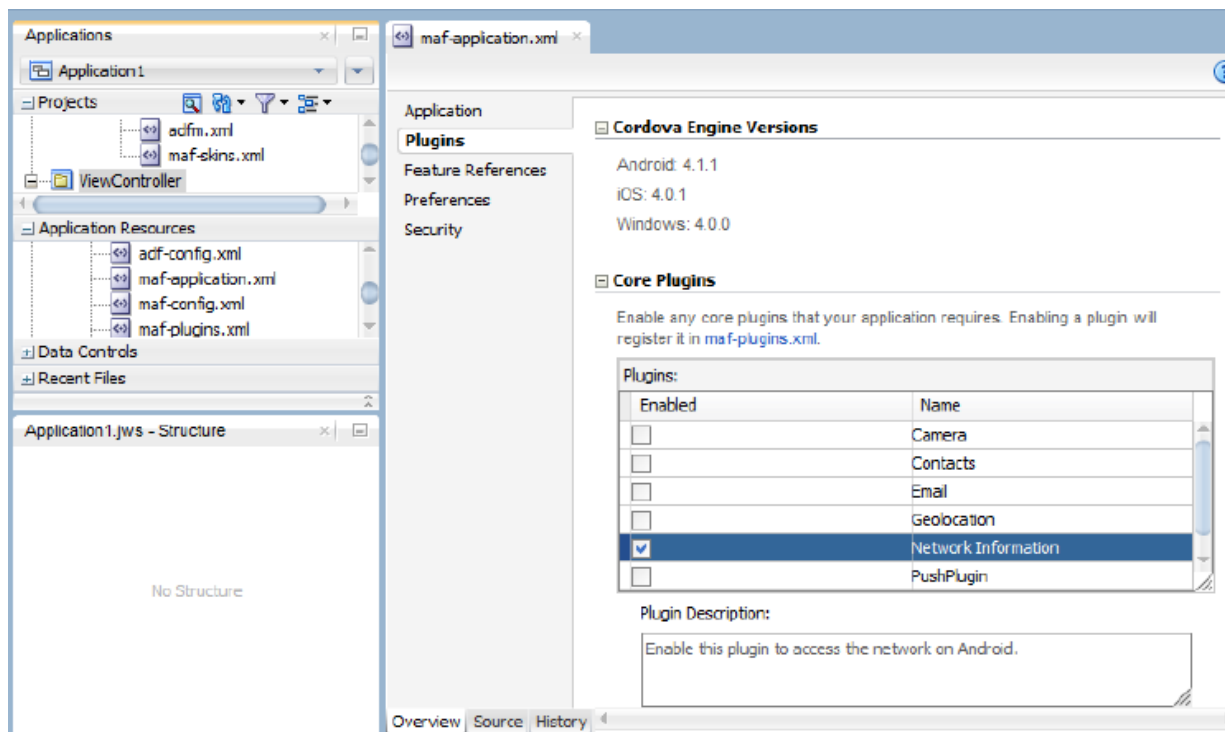 Applications
Application1
Projects
adfm.xml
maf-skins.xml
ViewController
Application Resources
adf-config.xml
maf-application.xml
maf-config.xml
maf-plugins.xml
Data Controls
Recent Files
Application1.jws - Structure
No Structure
maf-application.xml
Application
Plugins
Feature References
Preferences
Security
Cordova Engine Versions
Android: 4.1.1
iOS: 4.0.1
Windows: 4.0.0
Core Plugins
Enable any core plugins that your application requires. Enabling a plugin will
register it in maf-plugins.xml.
Plugins:
Enabled Name
Camera
Contacts
Email
Geolocation
Network Information
PushPlugin
Plugin Description:
Enable this plugin to access the network on Android.
Overview Source History